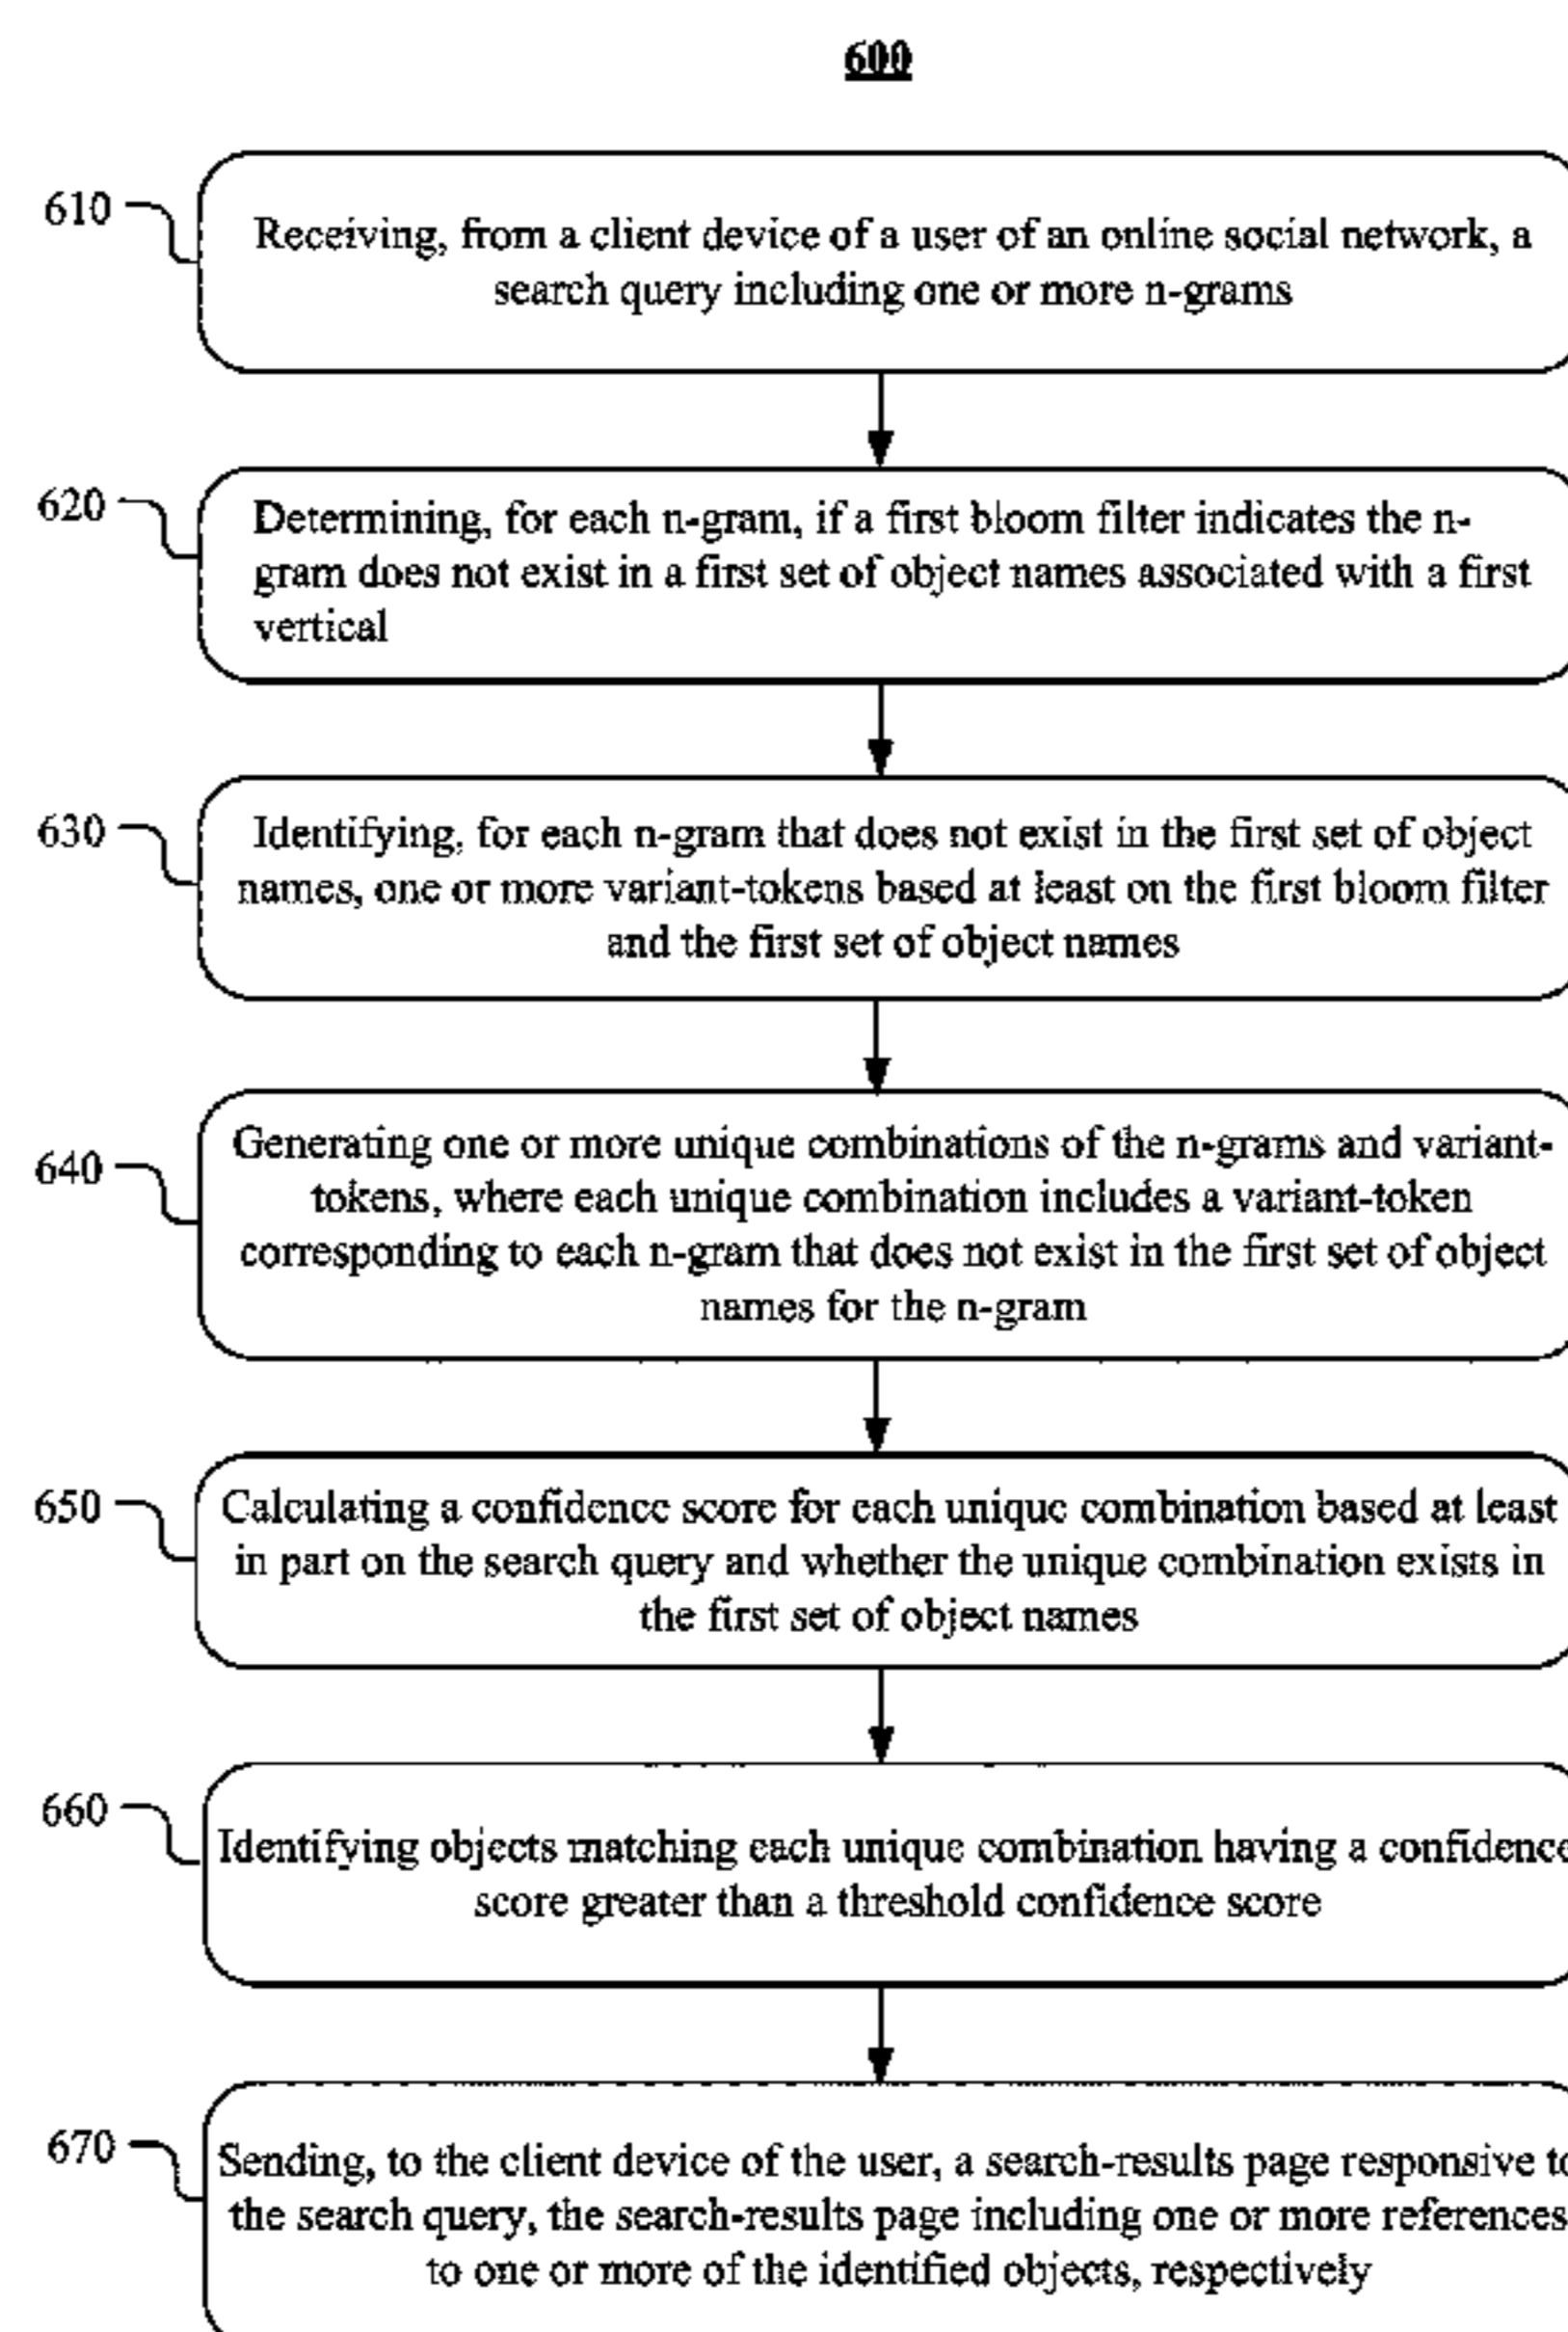 600
610
Receiving, from a client device of a user of an online social network, a
search query including one or more n-grams
620
Determining, for each n-gram, if a first bloom filter indicates the n-
gram does not exist in a first set of object names associated with a first
vertical
630
Identifying, for each n-gram that does not exist in the first set of object
names, one or more variant-tokens based at least on the first bloom filter
and the first set of object names
640
Generating one or more unique combinations of the n-grams and variant-
tokens, where each unique combination includes a variant-token
corresponding to each n-gram that does not exist in the first set of object
names for the n-gram
650
Calculating a confidence score for each unique combination based at least
in part on the search query and whether the unique combination exists in
the first set of object names
660
Identifying objects matching each unique combination having a confidence
score greater than a threshold confidence score
670
Sending, to the client device of the user, a search-results page responsive to
the search query, the search-results page including one or more references
to one or more of the identified objects, respectively